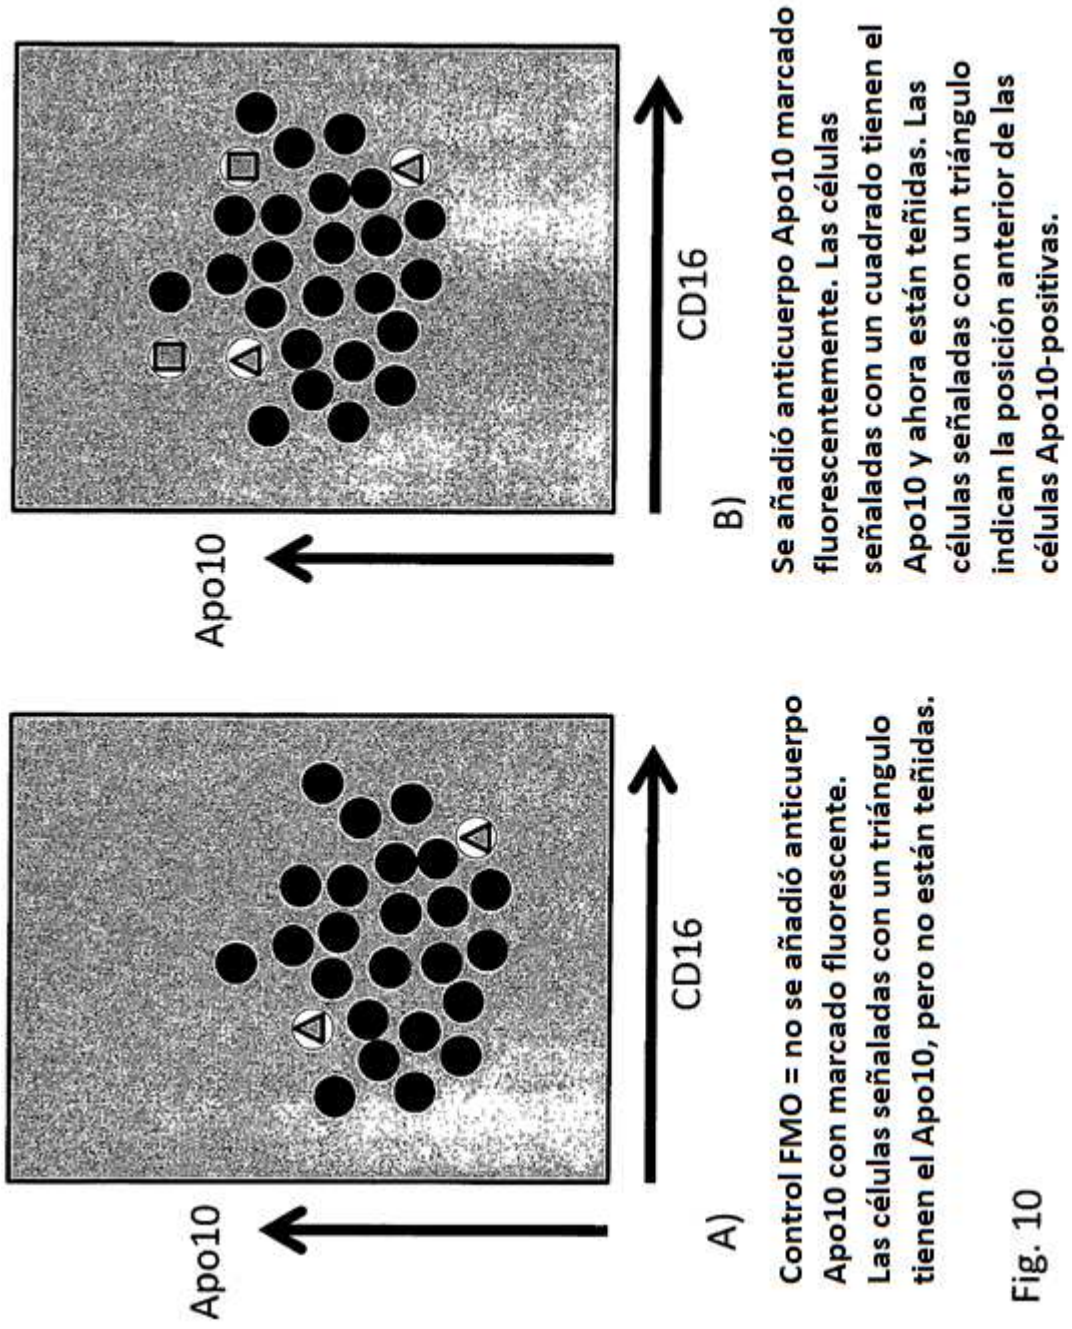 Apo10
CD16
A)
Control FMO = no se añadió anticuerpo
Apo10 con marcado fluorescente.
Las células señaladas con un triángulo
tienen el Apo10, pero no están teñidas.
Apo10
CD16
B)
Se añadió anticuerpo Apo10 marcado
fluorescentemente. Las células
señaladas con un cuadrado tienen el
Apo10 y ahora están teñidas. Las
células señaladas con un triángulo
indican la posición anterior de las
células Apo10-positivas.
Fig. 10